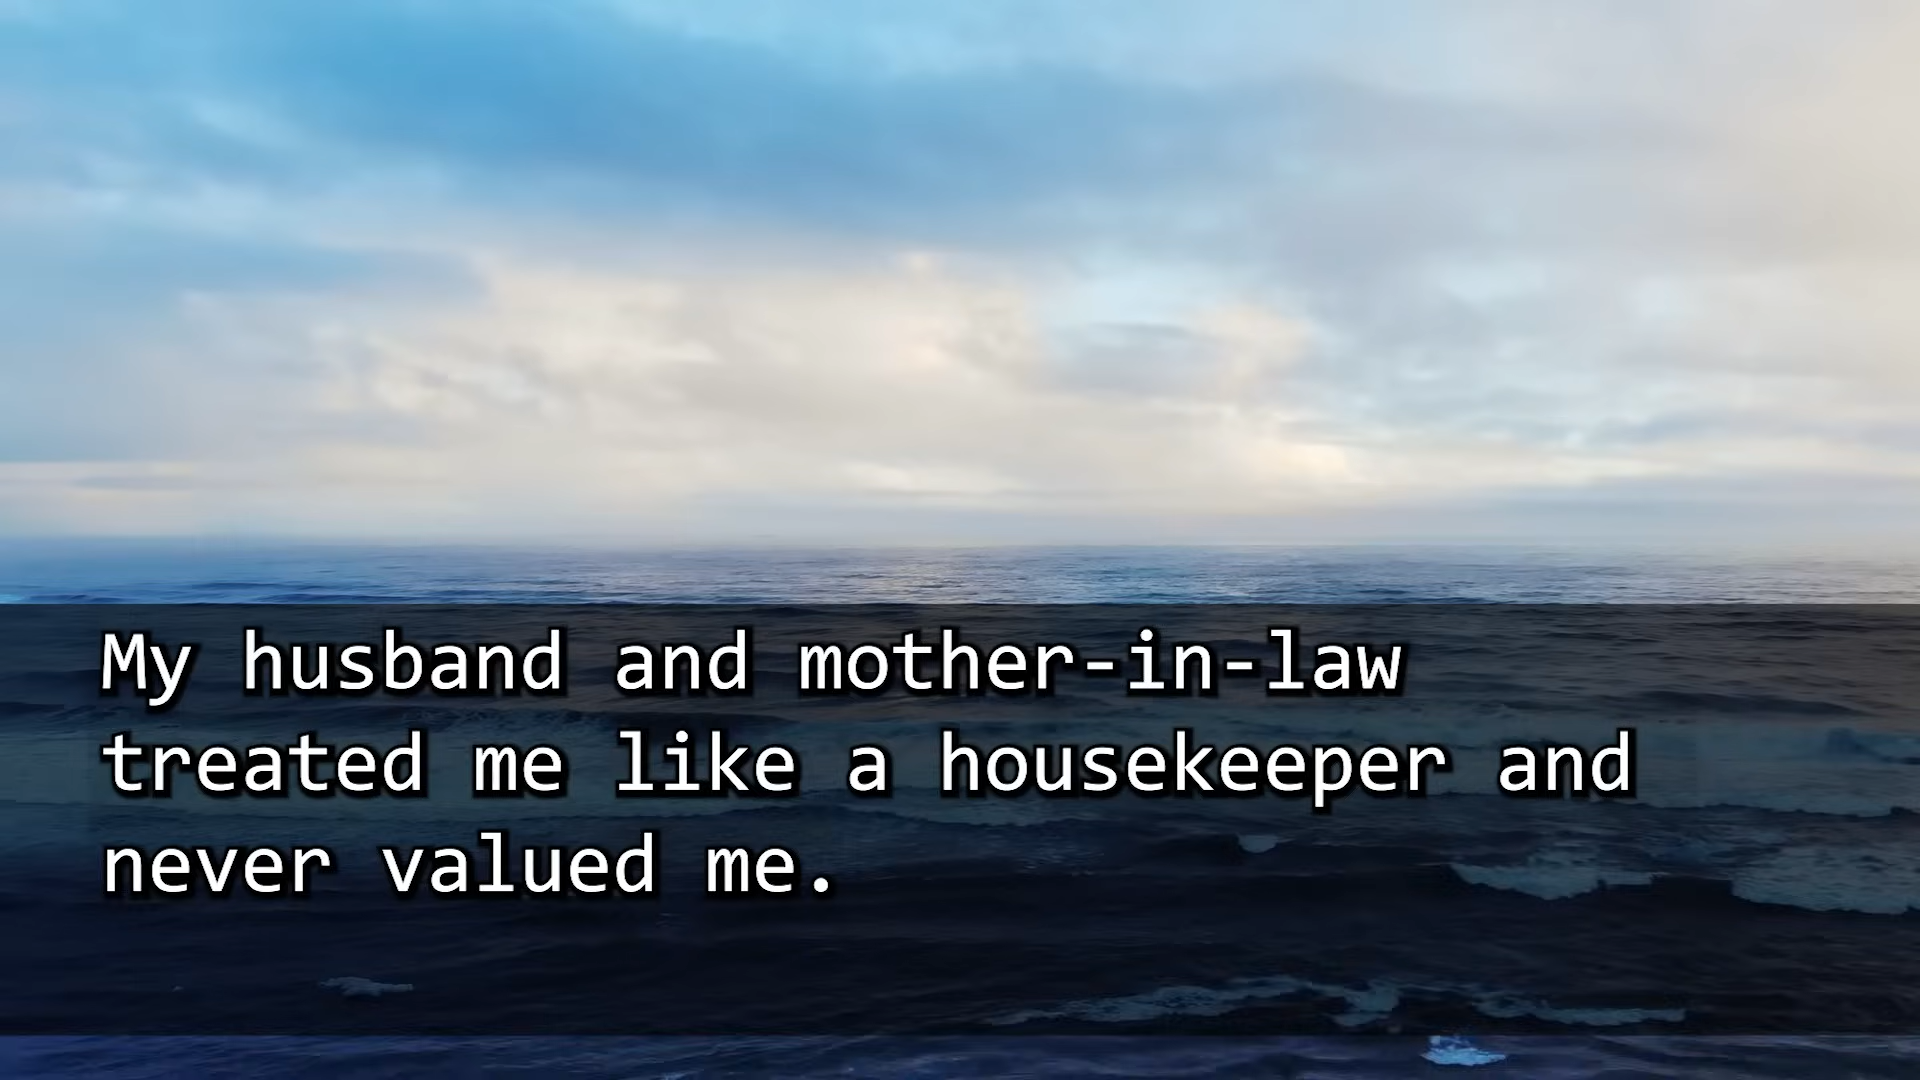 My husband and mother-in-law
treated me like a housekeeper and
never valued me.